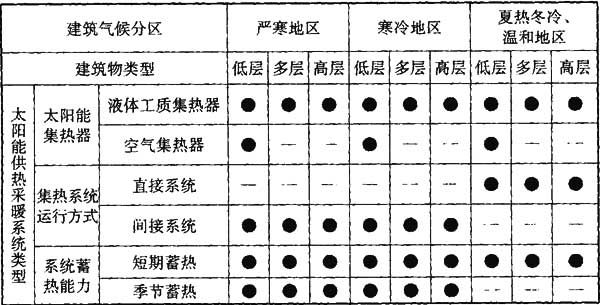 建筑气候分区 严寒地区 寒冷地区 夏热冬冷、
温和地区
建筑物类型 低层 多层 高层 低层 多层 高层 低层 多层 高层
太阳能供热采暖系统类型
太阳能
集热器
液体工质集热器 ● ● ● ● ● ● ● ● ●
空气集热器 ● — — ● — — ● — —
集热系统
运行方式
直接系统 — — — — — — ● ● ●
间接系统 ● ● ● ● ● ● — — —
系统蓄
热能力
短期蓄热 ● ● ● ● ● ● ● ● ●
季节蓄热 ● ● ● ● ● ● — — —